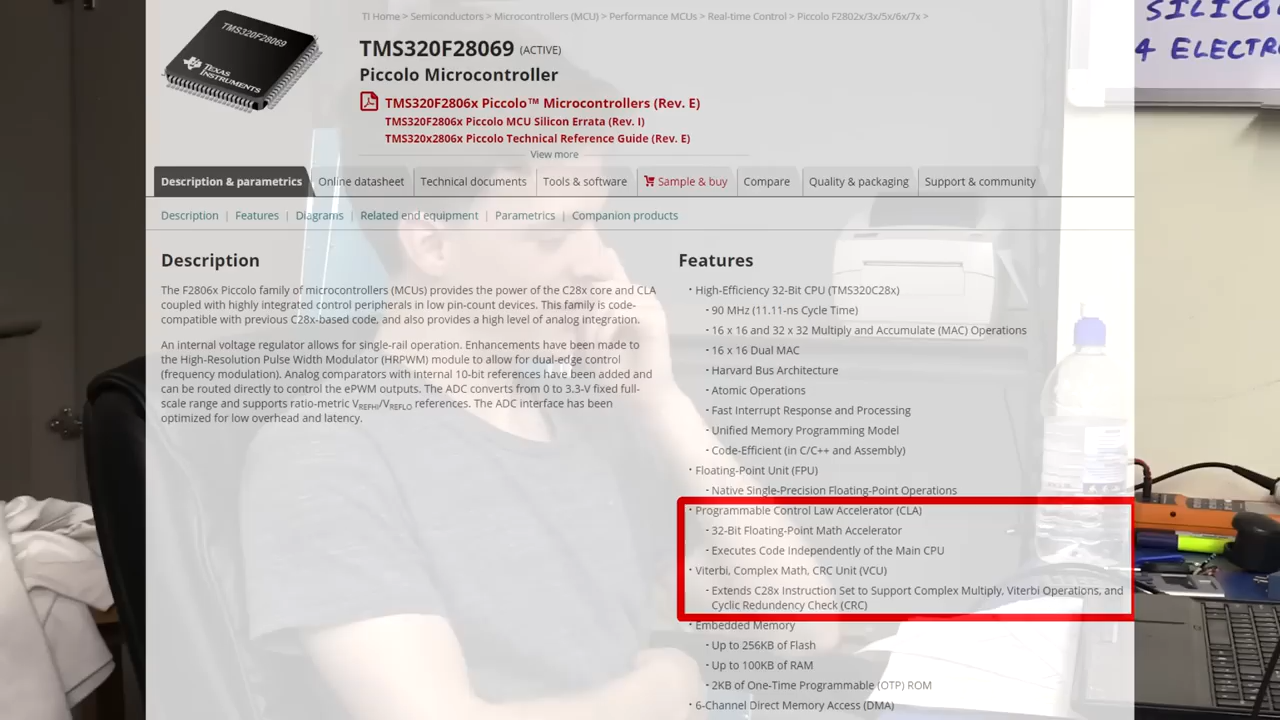 TI Home > Semiconductors > Microcontrollers (MCU) > Performance MCUs > Real-time Control > Piccolo F2802x/3x/5x/6x/7x >
SILICO
4 ELECTR
TMS320F28069
TEXAS
INSTRUMENTS
TMS320F28069 (ACTIVE)
Piccolo Microcontroller
TMS320F2806x Piccolo™ Microcontrollers (Rev. E)
TMS320F2806x Piccolo MCU Silicon Errata (Rev. I)
TMS320x2806x Piccolo Technical Reference Guide (Rev. E)
View more
Description & parametrics Online datasheet Technical documents Tools & software Sample & buy Compare Quality & packaging Support & community
Description | Features | Diagrams | Related end equipment | Parametrics | Companion products
Description
The F2806x Piccolo family of microcontrollers (MCUs) provides the power of the C28x core and CLA
coupled with highly integrated control peripherals in low pin-count devices. This family is code-
compatible with previous C28x-based code, and also provides a high level of analog integration.
An internal voltage regulator allows for single-rail operation. Enhancements have been made to
the High-Resolution Pulse Width Modulator (HRPWM) module to allow for dual-edge control
(frequency modulation). Analog comparators with internal 10-bit references have been added and
can be routed directly to control the ePWM outputs. The ADC converts from 0 to 3.3-V fixed full-
scale range and supports ratio-metric VREFHI/VREFLO references. The ADC interface has been
optimized for low overhead and latency.
Features
· High-Efficiency 32-Bit CPU (TMS320C28x)
- 90 MHz (11.11-ns Cycle Time)
- 16 x 16 and 32 x 32 Multiply and Accumulate (MAC) Operations
- 16 x 16 Dual MAC
- Harvard Bus Architecture
- Atomic Operations
- Fast Interrupt Response and Processing
- Unified Memory Programming Model
- Code-Efficient (in C/C++ and Assembly)
· Floating-Point Unit (FPU)
- Native Single-Precision Floating-Point Operations
· Programmable Control Law Accelerator (CLA)
- 32-Bit Floating-Point Math Accelerator
- Executes Code Independently of the Main CPU
· Viterbi, Complex Math, CRC Unit (VCU)
- Extends C28x Instruction Set to Support Complex Multiply, Viterbi Operations, and
Cyclic Redundancy Check (CRC)
· Embedded Memory
- Up to 256KB of Flash
- Up to 100KB of RAM
- 2KB of One-Time Programmable (OTP) ROM
· 6-Channel Direct Memory Access (DMA)